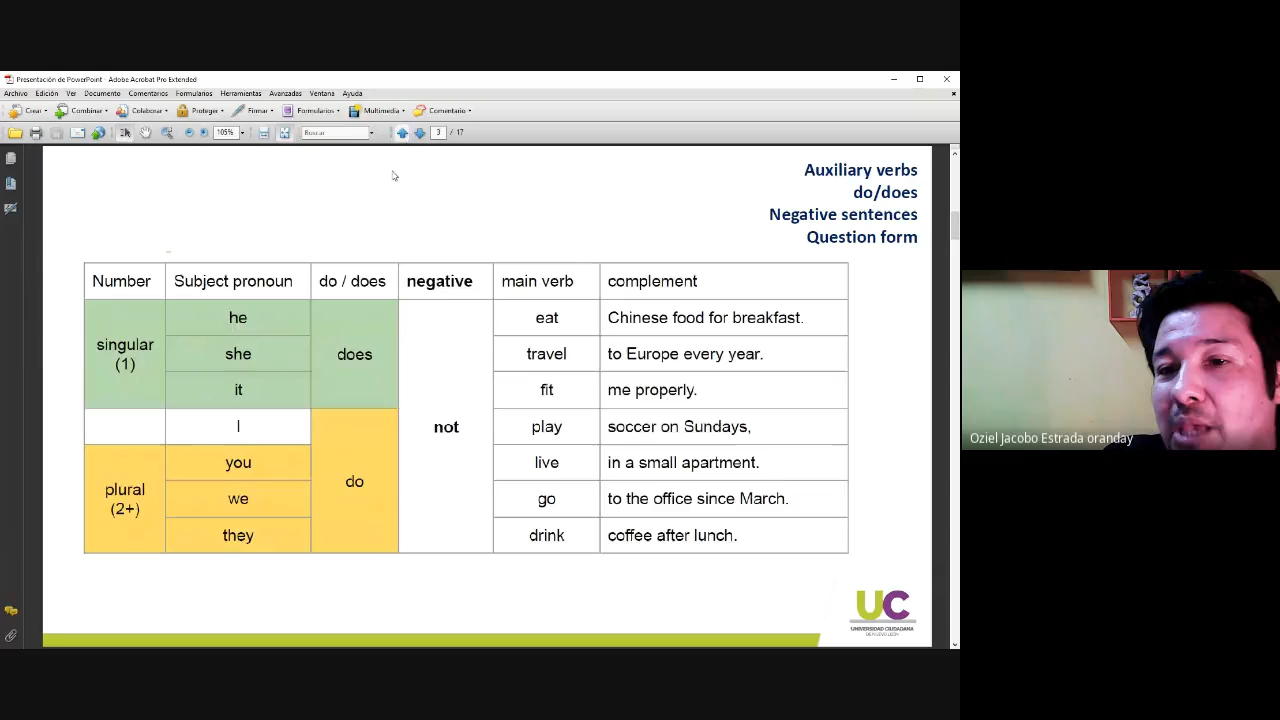 Presentación de PowerPoint - Adobe Acrobat Pro Extended
Archivo Edición Ver Documento Comentarios Formularios Herramientas Avanzadas Ventana Ayuda
Crear Combinar Colaborar Proteger Firmar Formularios Multimedia Comentario
105% Buscar 3 / 17
Auxiliary verbs
do/does
Negative sentences
Question form
Number Subject pronoun do / does negative main verb complement
singular (1) he does not eat Chinese food for breakfast.
she travel to Europe every year.
it fit me properly.
I do play soccer on Sundays,
plural (2+) you live in a small apartment.
we go to the office since March.
they drink coffee after lunch.
UC
UNIVERSIDAD CIUDADANA
DE NUEVO LEÓN
Oziel Jacobo Estrada oranday